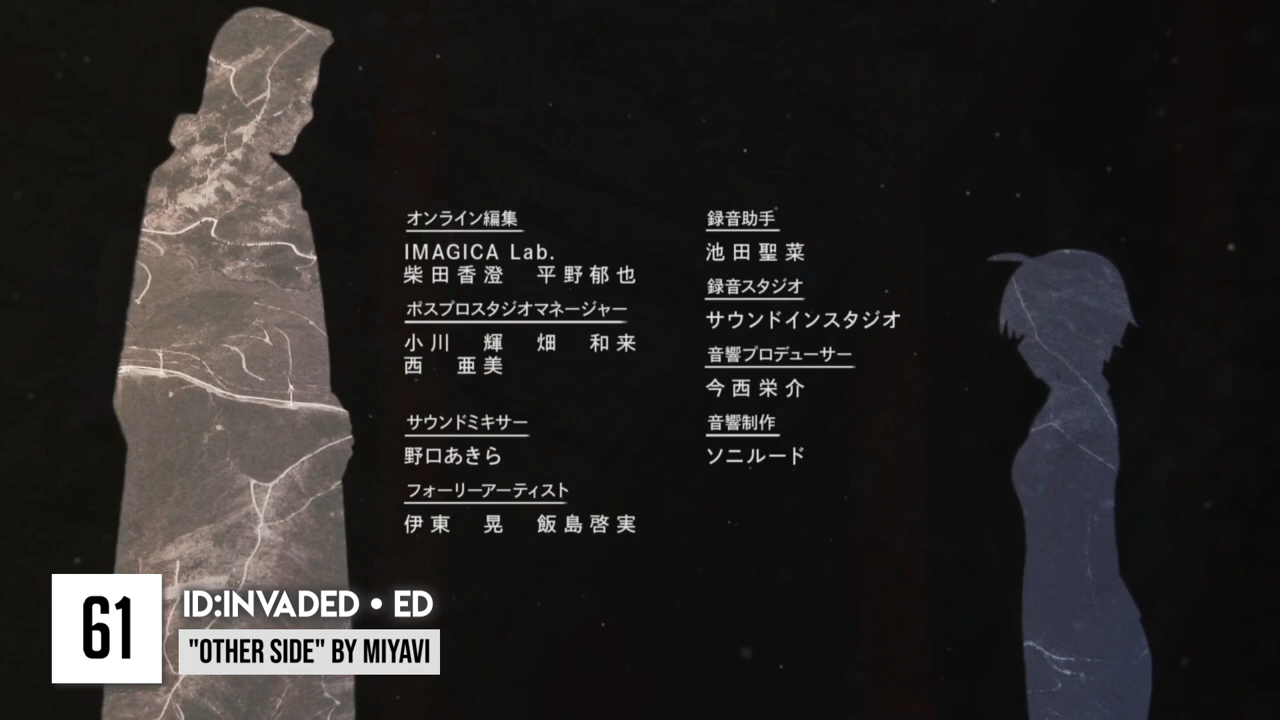 オンライン編集
IMAGICA Lab.
柴田香澄 平野郁也
ポスプロスタジオマネージャー
小川 輝 畑 和来
西 亜美
サウンドミキサー
野口あきら
フォーリーアーティスト
伊東 晃 飯島啓実
録音助手
池田聖菜
録音スタジオ
サウンドインスタジオ
音響プロデューサー
今西栄介
音響制作
ソニルード
61
ID:INVADED • ED
"OTHER SIDE" BY MIYAVI